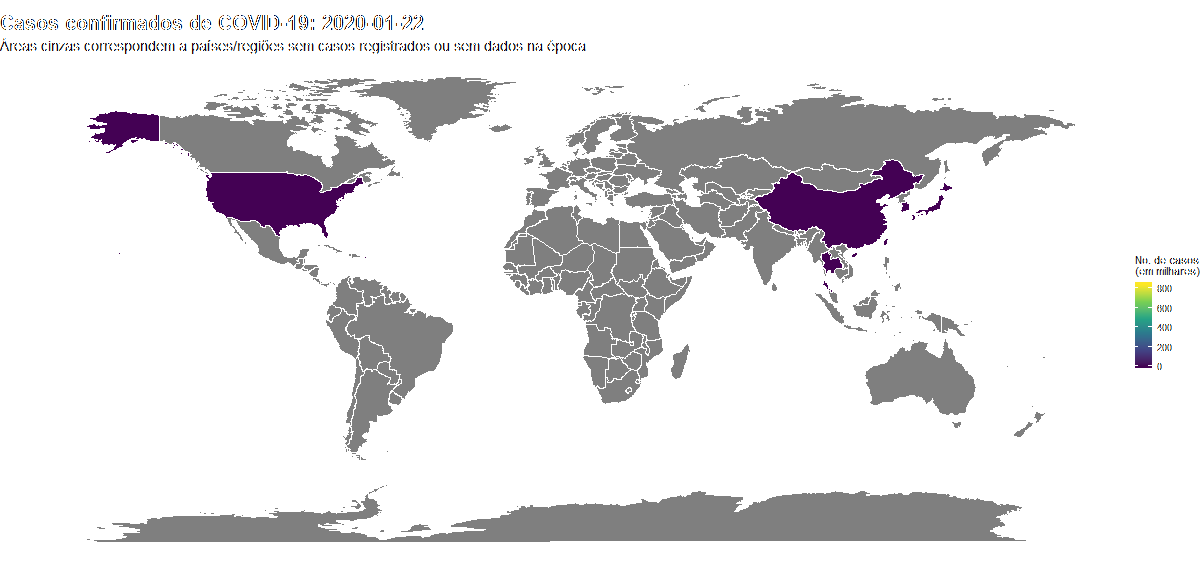 Casos confirmados de COVID-19: 2020-01-22
Áreas cinzas correspondem a países/regiões sem casos registrados ou sem dados na época
No. de casos
(em milhares)
800
600
400
200
0